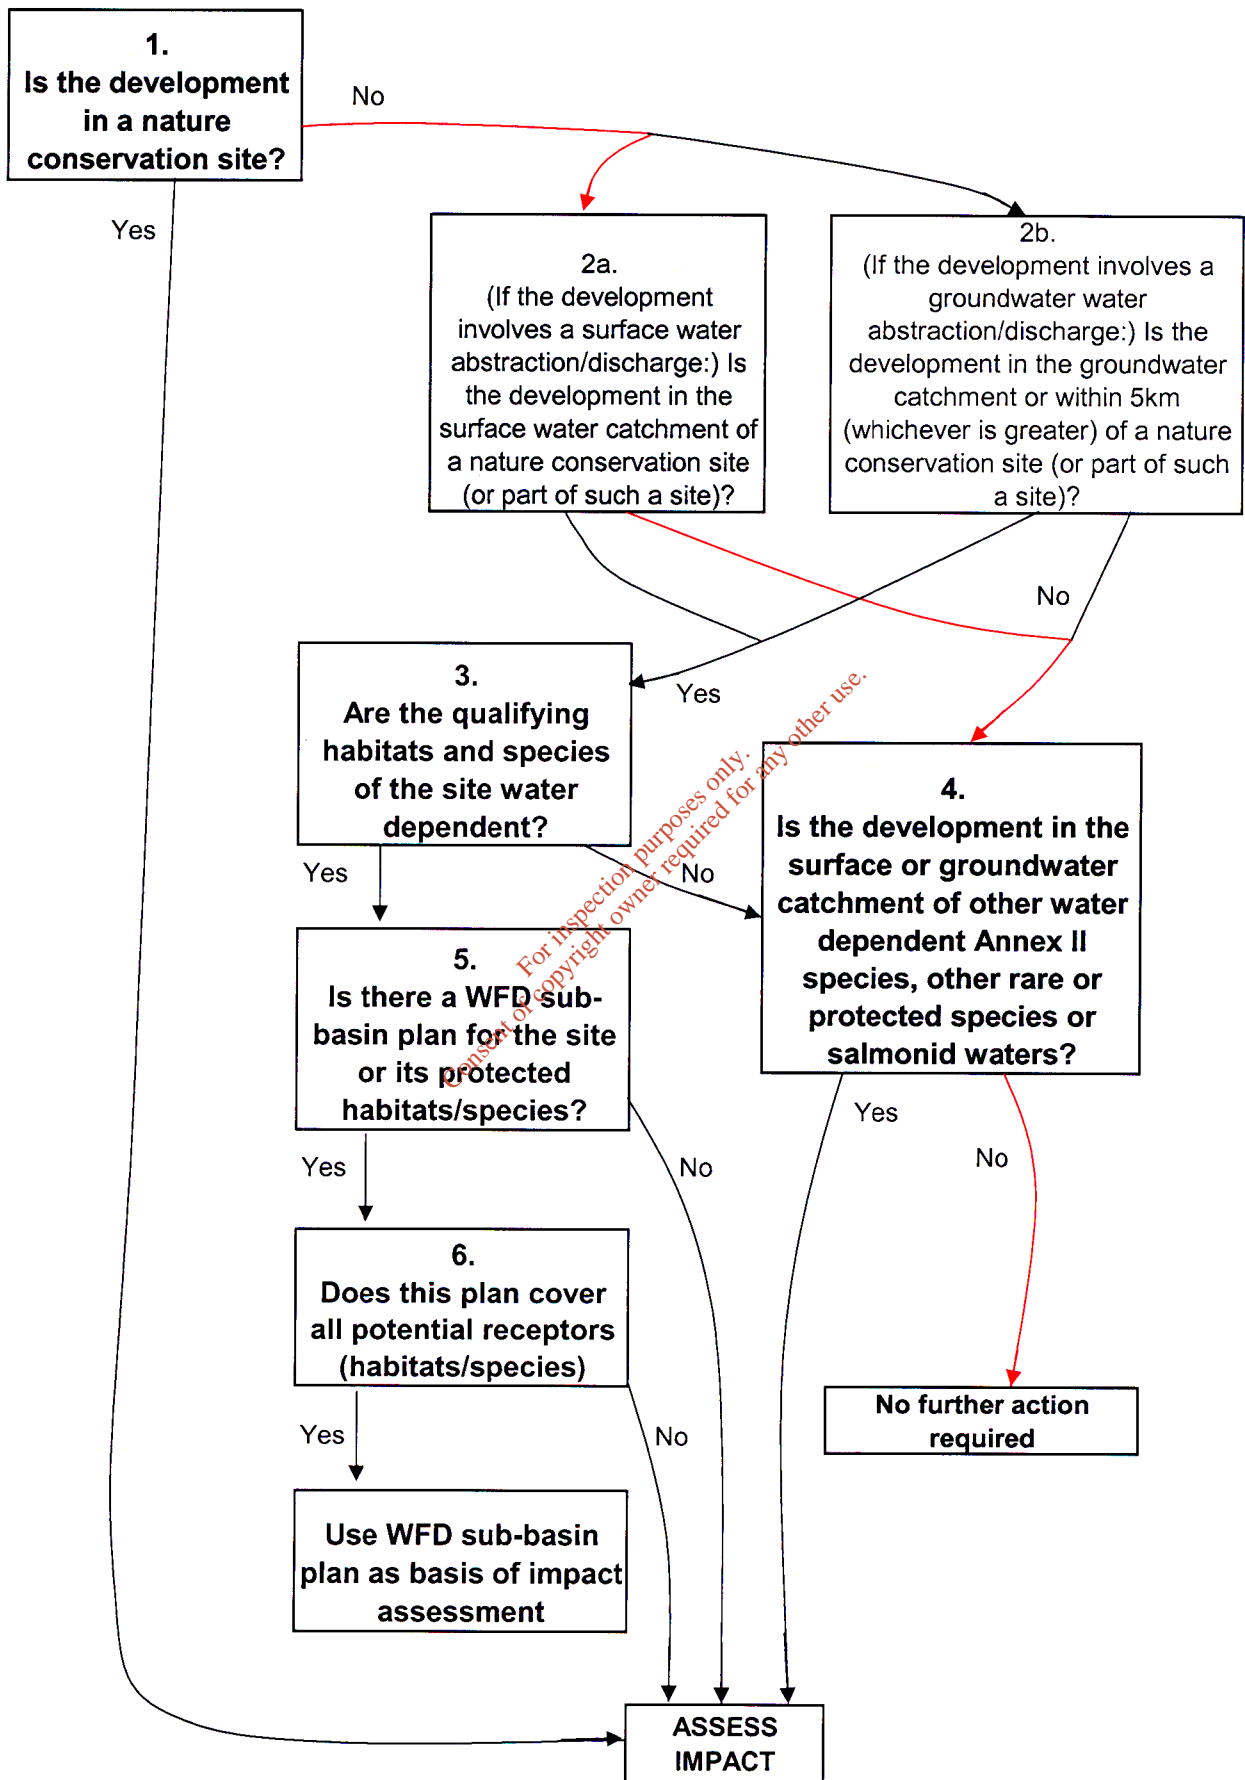 1.
Is the development
in a nature
conservation site?
No
Yes
2a.
(If the development
involves a surface water
abstraction/discharge:) Is
the development in the
surface water catchment of
a nature conservation site
(or part of such a site)?
2b.
(If the development involves a
groundwater water
abstraction/discharge:) Is the
development in the groundwater
catchment or within 5km
(whichever is greater) of a nature
conservation site (or part of such
a site)?
No
Yes
3.
Are the qualifying
habitats and species
of the site water
dependent?
Yes
No
4.
Is the development in the
surface or groundwater
catchment of other water
dependent Annex II
species, other rare or
protected species or
salmonid waters?
Yes
No
5.
Is there a WFD sub-
basin plan for the site
or its protected
habitats/species?
Yes
No
6.
Does this plan cover
all potential receptors
(habitats/species)
Yes
No
No further action
required
Use WFD sub-basin
plan as basis of impact
assessment
ASSESS
IMPACT
For inspection purposes only.
Consent of copyright owner required for any other use.